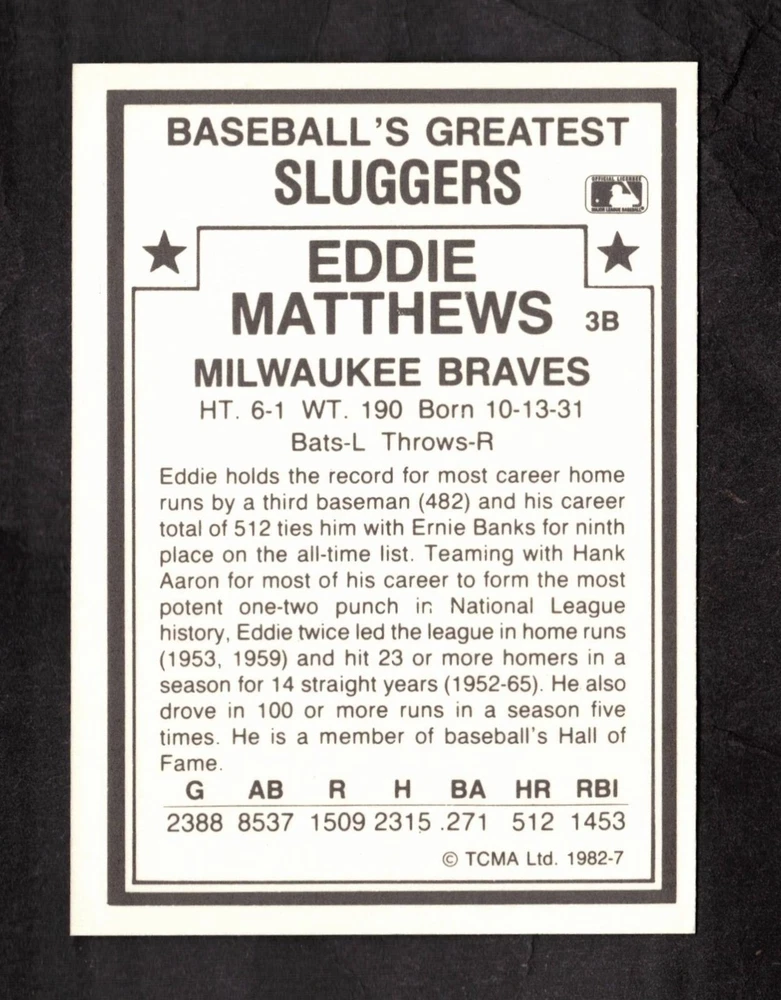 BASEBALL'S GREATEST
SLUGGERS
OFFICIAL LICENSEE
MAJOR LEAGUE BASEBALL
EDDIE
MATTHEWS 3B
MILWAUKEE BRAVES
HT. 6-1 WT. 190 Born 10-13-31
Bats-L Throws-R
Eddie holds the record for most career home
runs by a third baseman (482) and his career
total of 512 ties him with Ernie Banks for ninth
place on the all-time list. Teaming with Hank
Aaron for most of his career to form the most
potent one-two punch in National League
history, Eddie twice led the league in home runs
(1953, 1959) and hit 23 or more homers in a
season for 14 straight years (1952-65). He also
drove in 100 or more runs in a season five
times. He is a member of baseball's Hall of
Fame.
G AB R H BA HR RBI
2388 8537 1509 2315 .271 512 1453
© TCMA Ltd. 1982-7